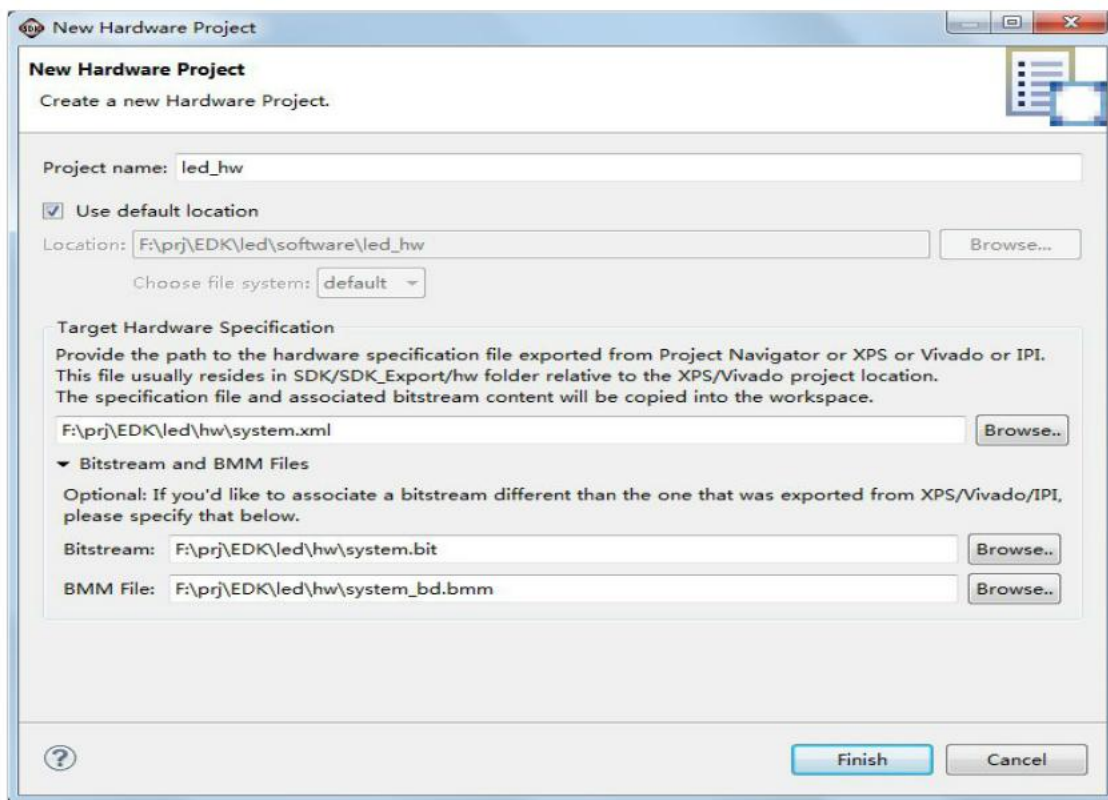 SDK New Hardware Project
New Hardware Project
Create a new Hardware Project.
Project name: led_hw
Use default location
Location: F:\prj\EDK\led\software\led_hw Browse...
Choose file system: default
Target Hardware Specification
Provide the path to the hardware specification file exported from Project Navigator or XPS or Vivado or IPI.
This file usually resides in SDK/SDK_Export/hw folder relative to the XPS/Vivado project location.
The specification file and associated bitstream content will be copied into the workspace.
F:\prj\EDK\led\hw\system.xml Browse..
Bitstream and BMM Files
Optional: If you'd like to associate a bitstream different than the one that was exported from XPS/Vivado/IPI,
please specify that below.
Bitstream: F:\prj\EDK\led\hw\system.bit Browse..
BMM File: F:\prj\EDK\led\hw\system_bd.bmm Browse..
? Finish Cancel